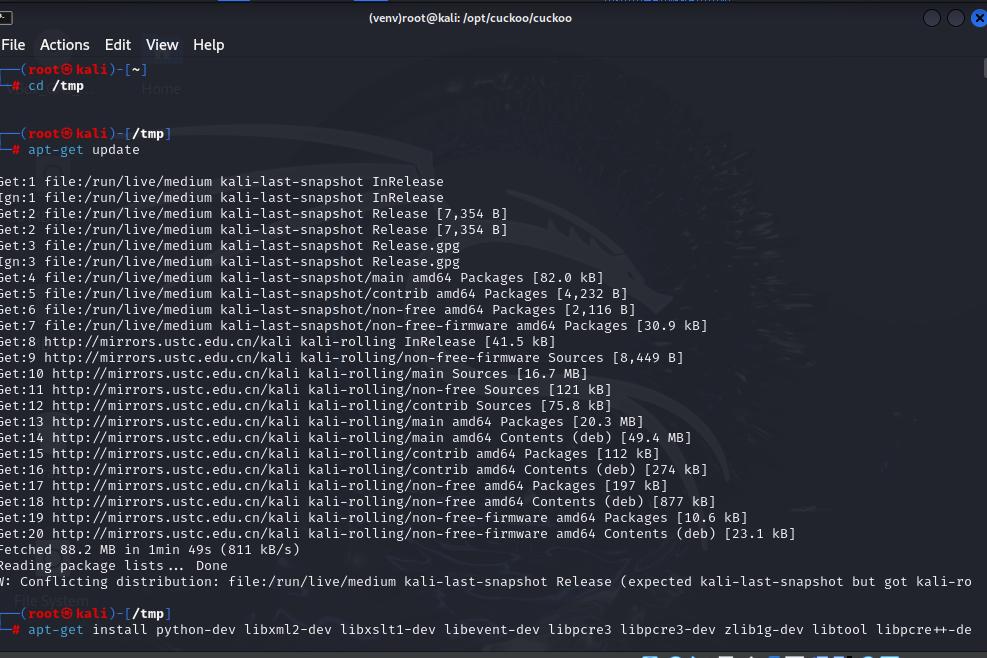 (venv)root@kali: /opt/cuckoo/cuckoo
File Actions Edit View Help
(root㉿kali)-[~]
# cd /tmp
Home
(root㉿kali)-[/tmp]
# apt-get update
Get:1 file:/run/live/medium kali-last-snapshot InRelease
Ign:1 file:/run/live/medium kali-last-snapshot InRelease
Get:2 file:/run/live/medium kali-last-snapshot Release [7,354 B]
Get:2 file:/run/live/medium kali-last-snapshot Release [7,354 B]
Get:3 file:/run/live/medium kali-last-snapshot Release.gpg
Ign:3 file:/run/live/medium kali-last-snapshot Release.gpg
Get:4 file:/run/live/medium kali-last-snapshot/main amd64 Packages [82.0 kB]
Get:5 file:/run/live/medium kali-last-snapshot/contrib amd64 Packages [4,232 B]
Get:6 file:/run/live/medium kali-last-snapshot/non-free amd64 Packages [2,116 B]
Get:7 file:/run/live/medium kali-last-snapshot/non-free-firmware amd64 Packages [30.9 kB]
Get:8 http://mirrors.ustc.edu.cn/kali kali-rolling InRelease [41.5 kB]
Get:9 http://mirrors.ustc.edu.cn/kali kali-rolling/non-free-firmware Sources [8,449 B]
Get:10 http://mirrors.ustc.edu.cn/kali kali-rolling/main Sources [16.7 MB]
Get:11 http://mirrors.ustc.edu.cn/kali kali-rolling/non-free Sources [121 kB]
Get:12 http://mirrors.ustc.edu.cn/kali kali-rolling/contrib Sources [75.8 kB]
Get:13 http://mirrors.ustc.edu.cn/kali kali-rolling/main amd64 Packages [20.3 MB]
Get:14 http://mirrors.ustc.edu.cn/kali kali-rolling/main amd64 Contents (deb) [49.4 MB]
Get:15 http://mirrors.ustc.edu.cn/kali kali-rolling/contrib amd64 Packages [112 kB]
Get:16 http://mirrors.ustc.edu.cn/kali kali-rolling/contrib amd64 Contents (deb) [274 kB]
Get:17 http://mirrors.ustc.edu.cn/kali kali-rolling/non-free amd64 Packages [197 kB]
Get:18 http://mirrors.ustc.edu.cn/kali kali-rolling/non-free amd64 Contents (deb) [877 kB]
Get:19 http://mirrors.ustc.edu.cn/kali kali-rolling/non-free-firmware amd64 Packages [10.6 kB]
Get:20 http://mirrors.ustc.edu.cn/kali kali-rolling/non-free-firmware amd64 Contents (deb) [23.1 kB]
Fetched 88.2 MB in 1min 49s (811 kB/s)
Reading package lists... Done
W: Conflicting distribution: file:/run/live/medium kali-last-snapshot Release (expected kali-last-snapshot but got kali-ro
File System
(root㉿kali)-[/tmp]
# apt-get install python-dev libxml2-dev libxslt1-dev libevent-dev libpcre3 libpcre3-dev zlib1g-dev libtool libpcre++-de